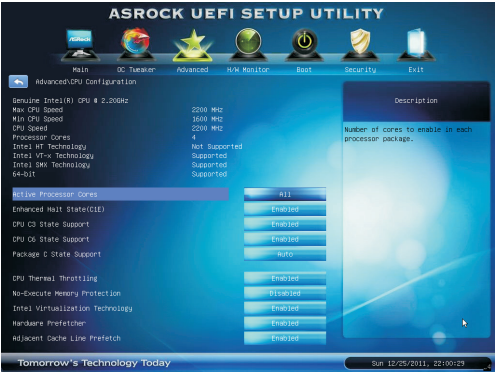 ASROCK UEFI SETUP UTILITY
ASRock
Main OC Tweaker Advanced H/W Monitor Boot Security Exit
Advanced\CPU Configuration
Genuine Intel(R) CPU @ 2.20GHz
Max CPU Speed 2200 MHz
Min CPU Speed 1600 MHz
CPU Speed 2200 MHz
Processor Cores 4
Intel HT Technology Not Supported
Intel VT-x Technology Supported
Intel SMX Technology Supported
64-bit Supported
Active Processor Cores All
Enhanced Halt State(C1E) Enabled
CPU C3 State Support Enabled
CPU C6 State Support Enabled
Package C State Support Auto
CPU Thermal Throttling Enabled
No-Execute Memory Protection Disabled
Intel Virtualization Technology Enabled
Hardware Prefetcher Enabled
Adjacent Cache Line Prefetch Enabled
Description
Number of cores to enable in each
processor package.
Tomorrow's Technology Today
Sun 12/25/2011, 22:00:29